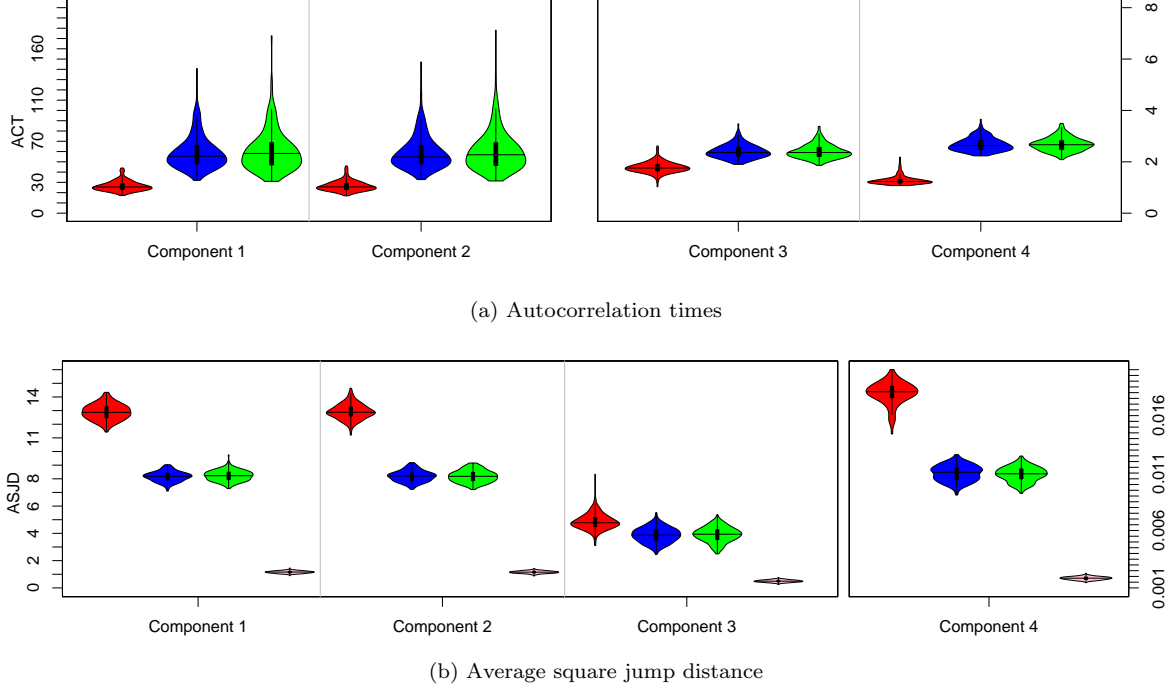 ACT
160
110
70
30
0
8
6
4
2
0
Component 1
Component 2
Component 3
Component 4
(a) Autocorrelation times
ASJD
14
11
8
6
4
2
0
0.016
0.011
0.006
0.001
Component 1
Component 2
Component 3
Component 4
(b) Average square jump distance